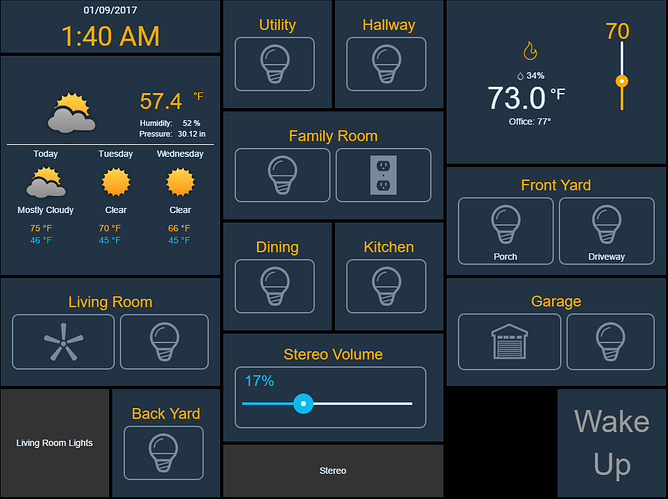 01/09/2017
1:40 AM
57.4 °F
Humidity: 52 %
Pressure: 30.12 in
Today Tuesday Wednesday
Mostly Cloudy Clear Clear
75 °F 70 °F 66 °F
46 °F 45 °F 45 °F
Living Room
Living Room Lights
Back Yard
Utility
Hallway
Family Room
Dining
Kitchen
Stereo Volume
17%
Stereo
70
34%
73.0 °F
Office: 77°
Front Yard
Porch
Driveway
Garage
Wake
Up